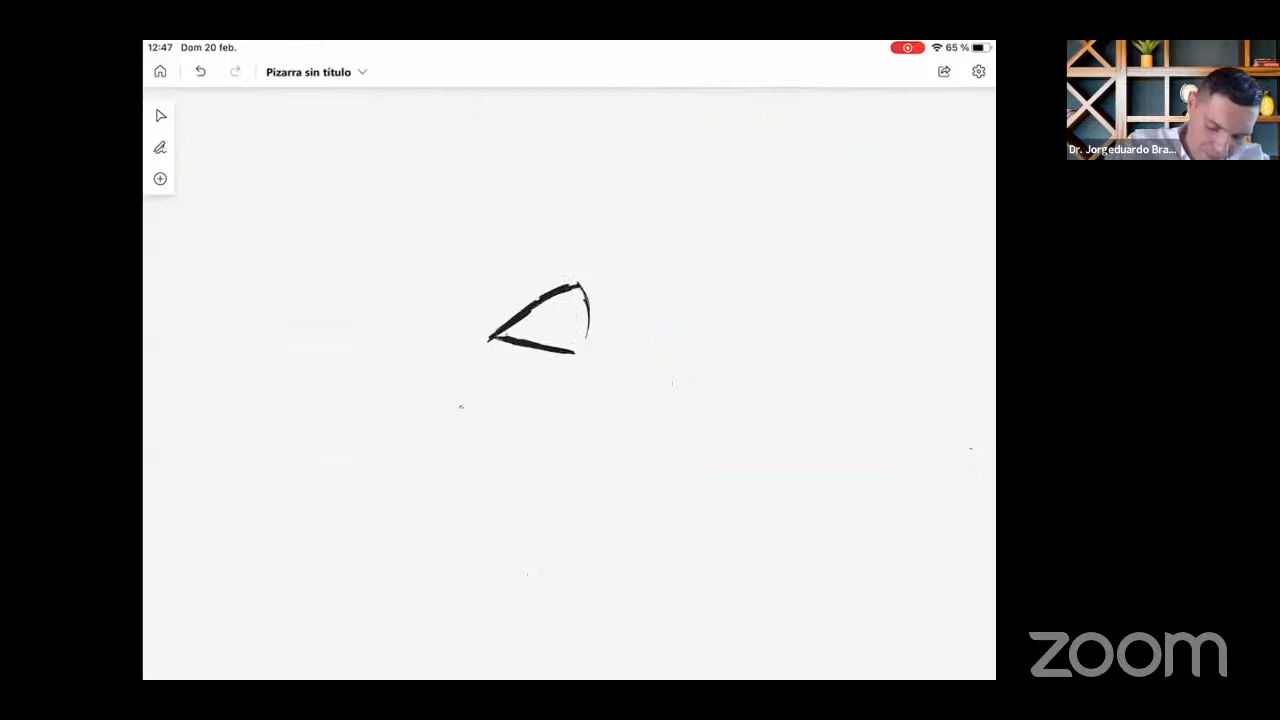 12:47 Dom 20 feb. 65 %
Pizarra sin título
Dr. Jorgeduardo Bra...
zoom